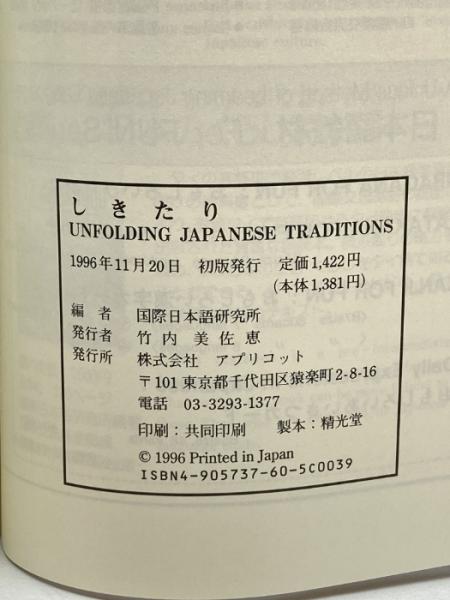 しきたり
UNFOLDING JAPANESE TRADITIONS
1996年11月20日 初版発行 定価1,422円
(本体1,381円)
編者 国際日本語研究所
発行者 竹内美佐恵
発行所 株式会社 アプリコット
〒101 東京都千代田区猿楽町2-8-16
電話 03-3293-1377
印刷:共同印刷 製本:精光堂
© 1996 Printed in Japan
ISBN4-905737-60-5C0039